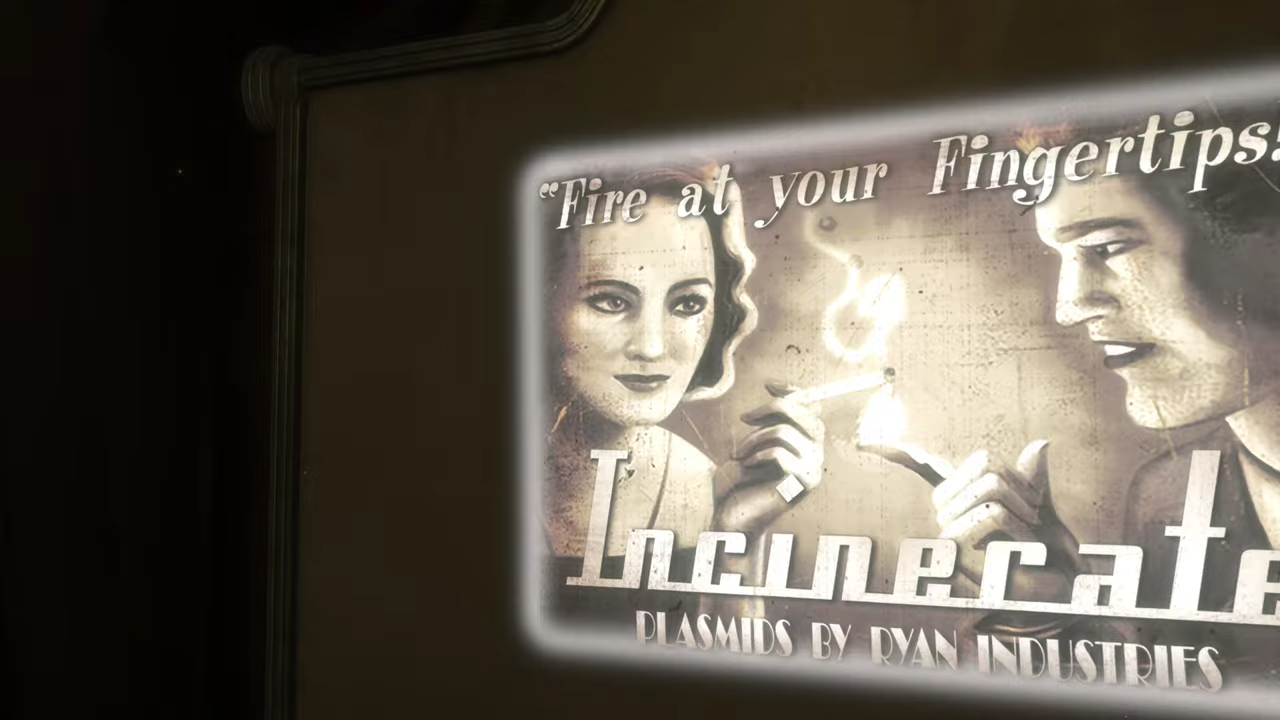 “Fire at your Fingertips!
Incinerate
PLASMIDS BY RYAN INDUSTRIES